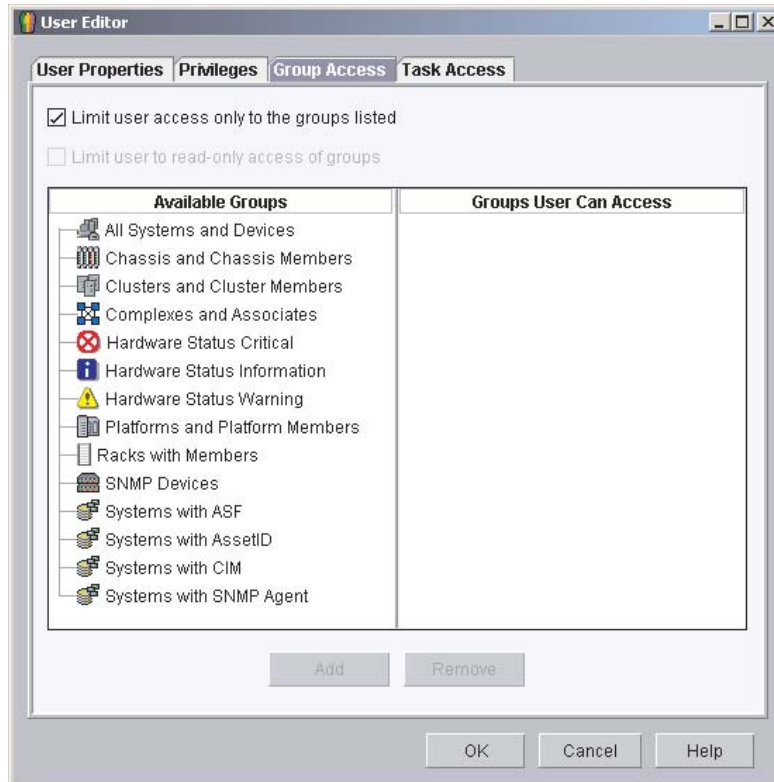 User Editor
User Properties Privileges Group Access Task Access
Limit user access only to the groups listed
Limit user to read-only access of groups
Available Groups Groups User Can Access
All Systems and Devices
Chassis and Chassis Members
Clusters and Cluster Members
Complexes and Associates
Hardware Status Critical
Hardware Status Information
Hardware Status Warning
Platforms and Platform Members
Racks with Members
SNMP Devices
Systems with ASF
Systems with AssetID
Systems with CIM
Systems with SNMP Agent
Add Remove
OK Cancel Help